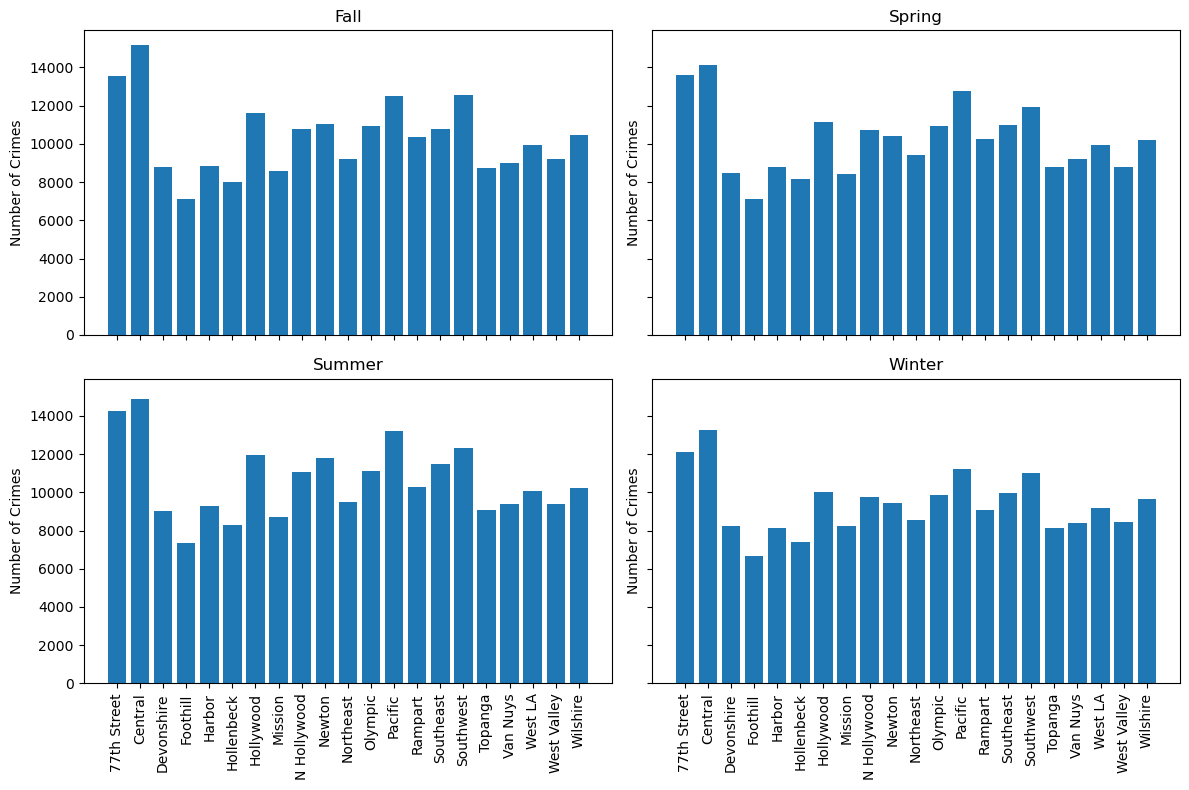 Fall
Number of Crimes
14000
12000
10000
8000
6000
4000
2000
0
Spring
Number of Crimes
Summer
Number of Crimes
14000
12000
10000
8000
6000
4000
2000
0
77th Street
Central
Devonshire
Foothill
Harbor
Hollenbeck
Hollywood
Mission
N Hollywood
Newton
Northeast
Olympic
Pacific
Rampart
Southeast
Southwest
Topanga
Van Nuys
West LA
West Valley
Wilshire
Winter
Number of Crimes
77th Street
Central
Devonshire
Foothill
Harbor
Hollenbeck
Hollywood
Mission
N Hollywood
Newton
Northeast
Olympic
Pacific
Rampart
Southeast
Southwest
Topanga
Van Nuys
West LA
West Valley
Wilshire